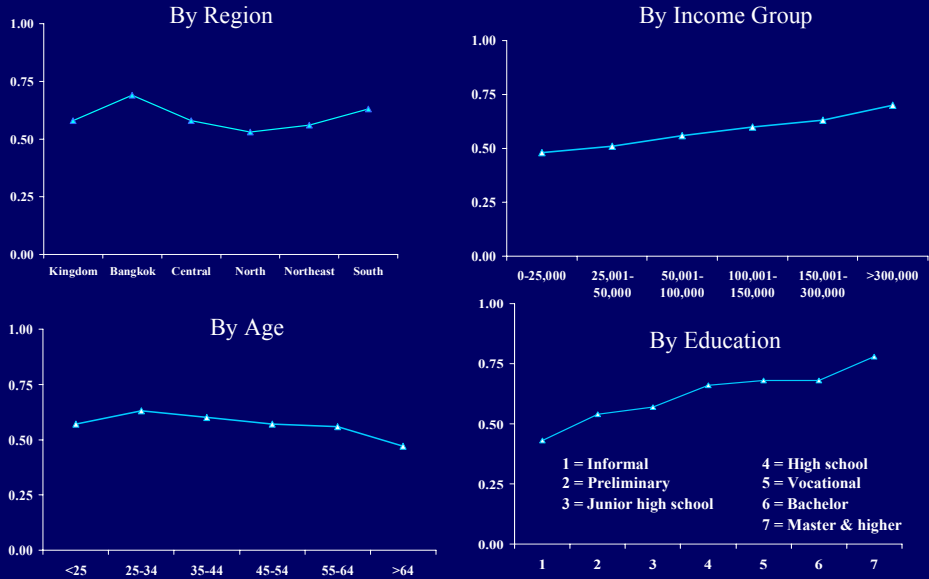 By Region
1.00
0.75
0.50
0.25
0.00
Kingdom Bangkok Central North Northeast South
By Income Group
1.00
0.75
0.50
0.25
0.00
0-25,000 25,001-50,000 50,001-100,000 100,001-150,000 150,001-300,000 >300,000
By Age
1.00
0.75
0.50
0.25
0.00
<25 25-34 35-44 45-54 55-64 >64
By Education
1.00
0.75
0.50
0.25
0.00
1 = Informal
2 = Preliminary
3 = Junior high school
4 = High school
5 = Vocational
6 = Bachelor
7 = Master & higher
1 2 3 4 5 6 7